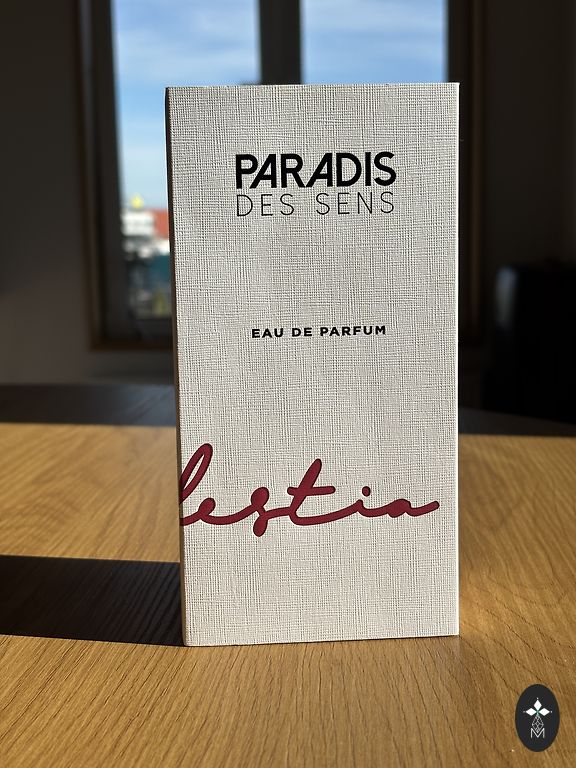 PARADIS
DES SENS
EAU DE PARFUM
lestia
M